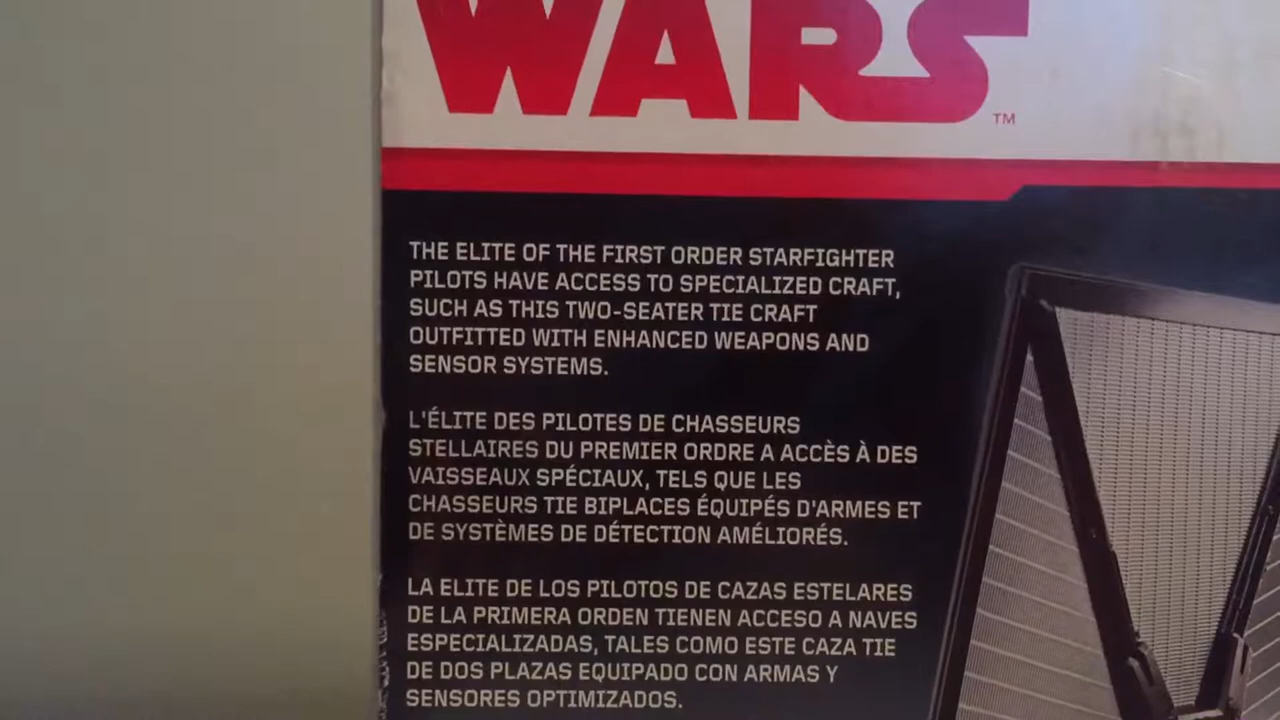 WARS
TM
THE ELITE OF THE FIRST ORDER STARFIGHTER
PILOTS HAVE ACCESS TO SPECIALIZED CRAFT,
SUCH AS THIS TWO-SEATER TIE CRAFT
OUTFITTED WITH ENHANCED WEAPONS AND
SENSOR SYSTEMS.
L'ÉLITE DES PILOTES DE CHASSEURS
STELLAIRES DU PREMIER ORDRE A ACCÈS À DES
VAISSEAUX SPÉCIAUX, TELS QUE LES
CHASSEURS TIE BIPLACES ÉQUIPÉS D'ARMES ET
DE SYSTÈMES DE DÉTECTION AMÉLIORÉS.
LA ELITE DE LOS PILOTOS DE CAZAS ESTELARES
DE LA PRIMERA ORDEN TIENEN ACCESO A NAVES
ESPECIALIZADAS, TALES COMO ESTE CAZA TIE
DE DOS PLAZAS EQUIPADO CON ARMAS Y
SENSORES OPTIMIZADOS.